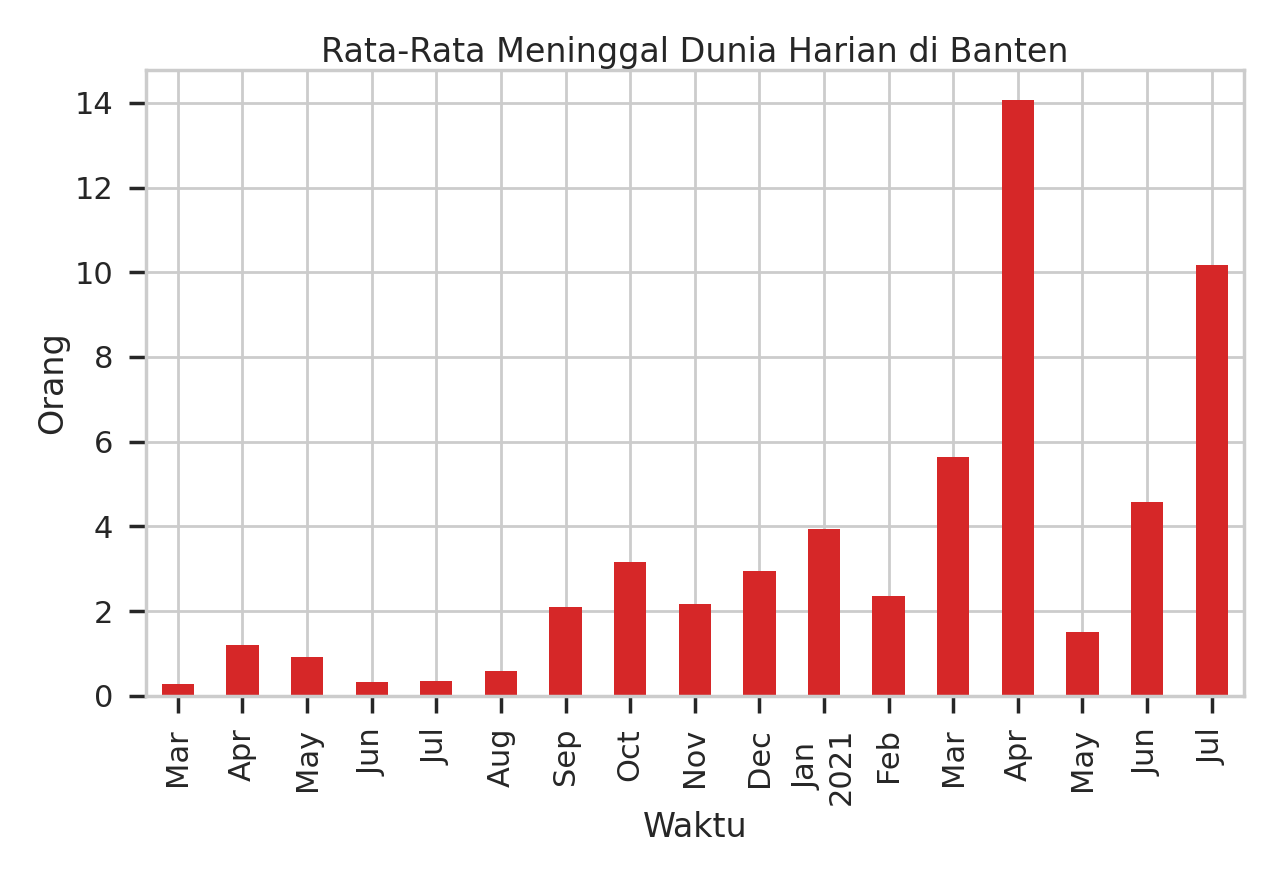 Rata-Rata Meninggal Dunia Harian di Banten
14
12
10
8
6
4
2
0
Orang
Mar
Apr
May
Jun
Jul
Aug
Sep
Oct
Nov
Dec
Jan
2021
Feb
Mar
Apr
May
Jun
Jul
Waktu